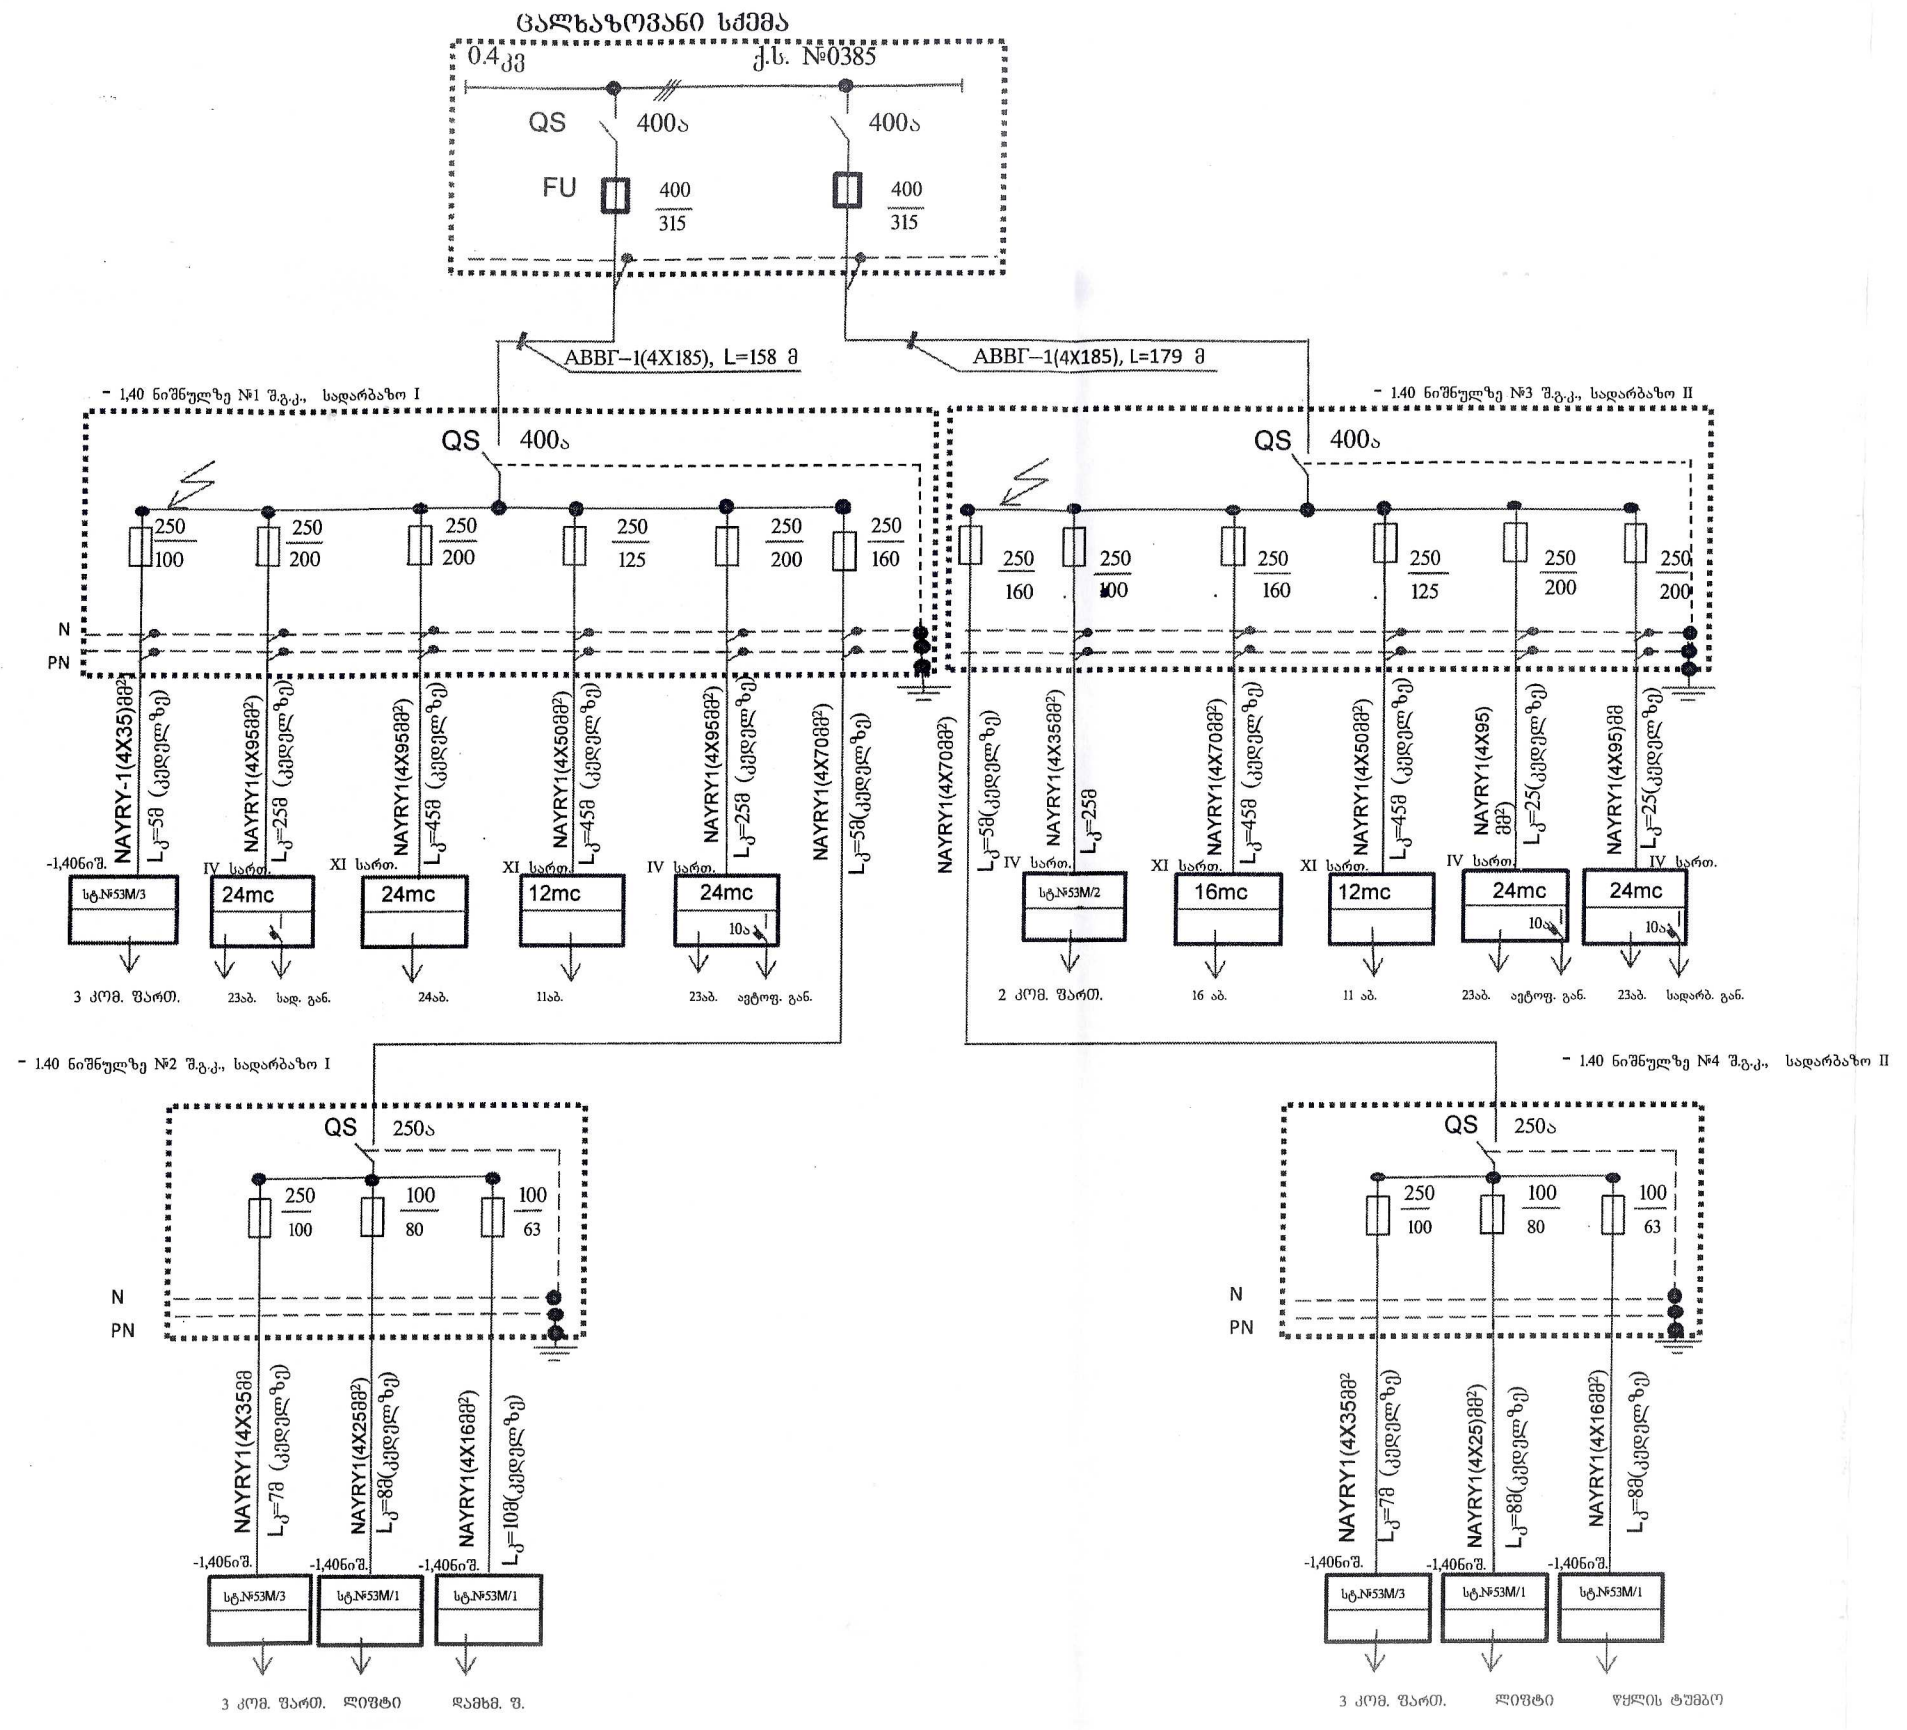 ცალხაზოვანი სქემა
0.4კვ
ქ.ს. №0385
QS
400ა
400ა
FU
400
315
400
315
АВВГ–1(4X185), L=158 მ
АВВГ–1(4X185), L=179 მ
– 1,40 ნიშნულზე №1 შ.გ.კ., სადარბაზო I
– 1.40 ნიშნულზე №3 შ.გ.კ., სადარბაზო II
QS
400ა
QS
400ა
250
100
250
200
250
200
250
125
250
200
250
160
250
160
250
100
250
160
250
125
250
200
250
200
N
PN
NAYRY-1(4X35)მმ²
Lკ=5მ (კედელზე)
NAYRY1(4X95მმ²)
Lკ=25მ (კედელზე)
NAYRY1(4X95მმ²)
Lკ=45მ (კედელზე)
NAYRY1(4X50მმ²)
Lკ=45მ (კედელზე)
NAYRY1(4X95მმ²)
Lკ=25მ (კედელზე)
NAYRY1(4X70მმ²)
Lკ=5მ(კედელზე)
NAYRY1(4X70მმ²)
Lკ=5მ(კედელზე)
NAYRY1(4X35მმ²)
Lკ=25მ
NAYRY1(4X70მმ²)
Lკ=45მ (კედელზე)
NAYRY1(4X50მმ²)
Lკ=45მ (კედელზე)
NAYRY1(4X95)
მმ²)
Lკ=25(კედელზე)
NAYRY1(4X95)მმ
Lკ=25(კედელზე)
-1,40ნიშ.
IV სართ.
XI სართ.
XI სართ.
IV სართ.
IV სართ.
XI სართ.
XI სართ.
IV სართ.
IV სართ.
სტ.№53M/3
24mc
24mc
12mc
24mc
10ა
სტ.№53M/2
16mc
12mc
24mc
10ა
24mc
10ა
3 კომ. ფართ.
23აბ.
სად. გან.
24აბ.
11აბ.
23აბ.
ავტოფ. გან.
2 კომ. ფართ.
16 აბ.
11 აბ.
23აბ.
ავტოფ. გან.
23აბ.
სადარბ. გან.
– 1.40 ნიშნულზე №2 შ.გ.კ., სადარბაზო I
– 1.40 ნიშნულზე №4 შ.გ.კ., სადარბაზო II
QS
250ა
QS
250ა
250
100
100
80
100
63
250
100
100
80
100
63
N
PN
N
PN
NAYRY1(4X35მმ
Lკ=7მ (კედელზე)
NAYRY1(4X25მმ²)
Lკ=8მ(კედელზე)
NAYRY1(4X16მმ²)
Lკ=10მ(კედელზე)
NAYRY1(4X35მმ²
Lკ=7მ (კედელზე)
NAYRY1(4X25)მმ²)
Lკ=8მ(კედელზე)
NAYRY1(4X16მმ²)
Lკ=8მ(კედელზე)
-1,40ნიშ.
-1,40ნიშ.
-1,40ნიშ.
-1,40ნიშ.
-1,40ნიშ.
-1,40ნიშ.
სტ.№53M/3
სტ.№53M/1
სტ.№53M/1
სტ.№53M/3
სტ.№53M/1
სტ.№53M/1
3 კომ. ფართ.
ლიფტი
დამხმ. ფ.
3 კომ. ფართ.
ლიფტი
წყლის ტუმბო